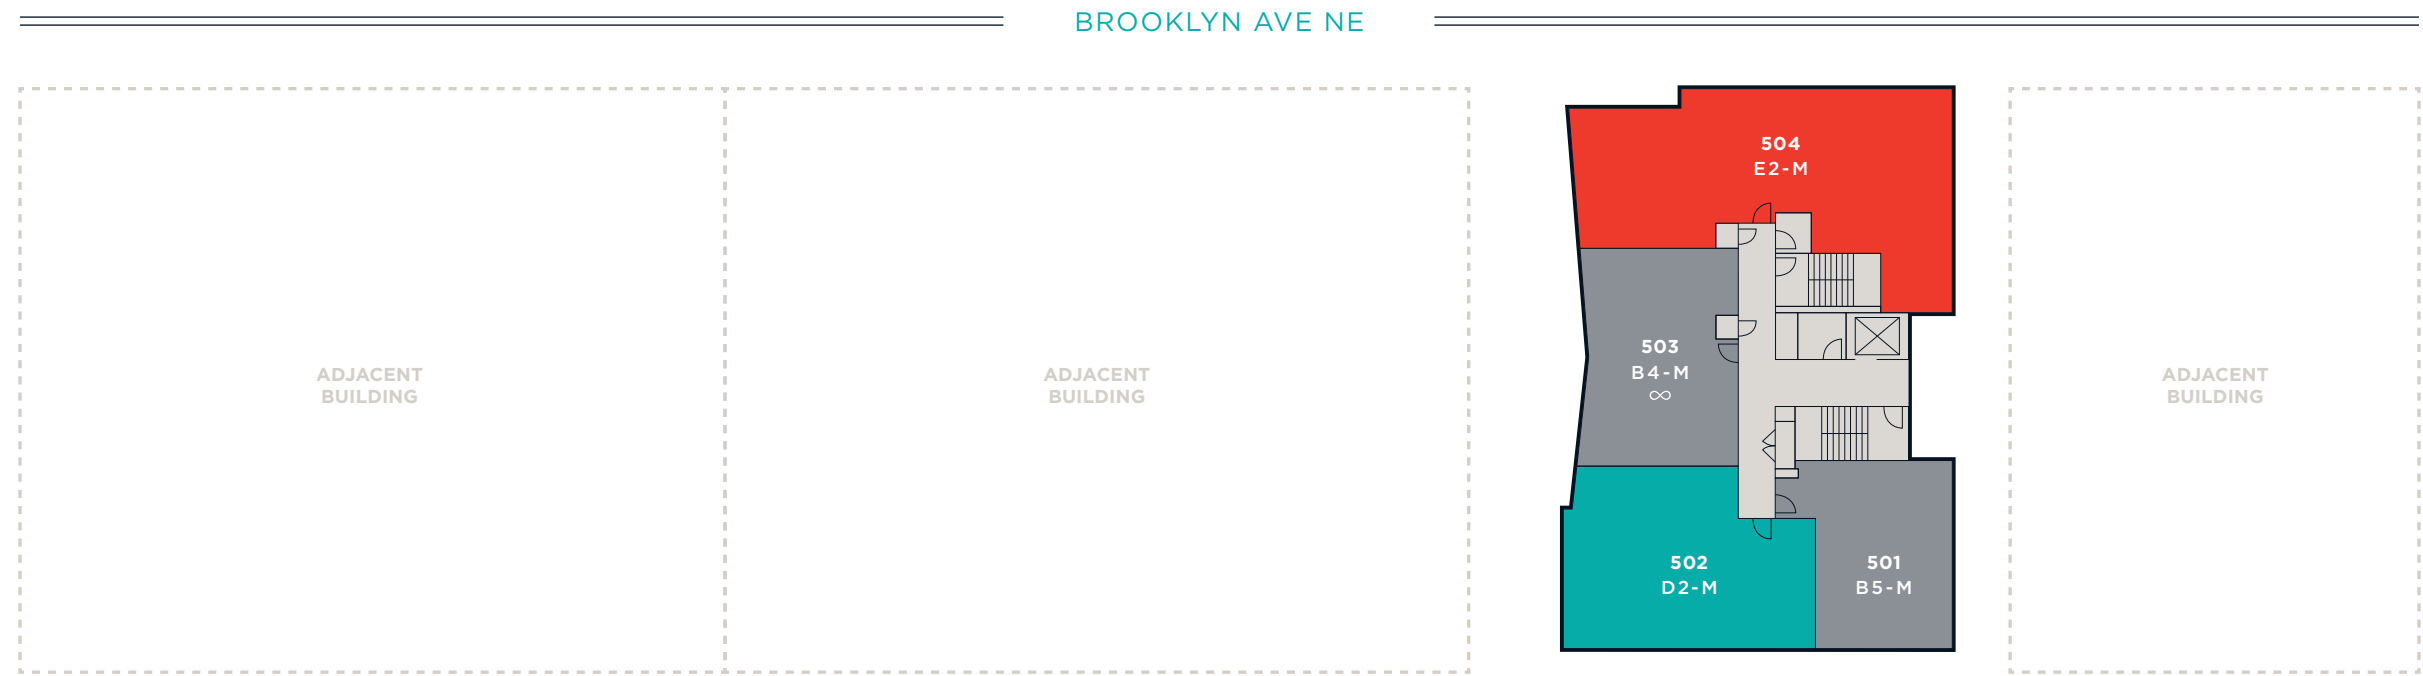 BROOKLYN AVE NE
504
E2-M
ADJACENT
BUILDING
ADJACENT
BUILDING
503
B4-M
∞
ADJACENT
BUILDING
502
D2-M
501
B5-M